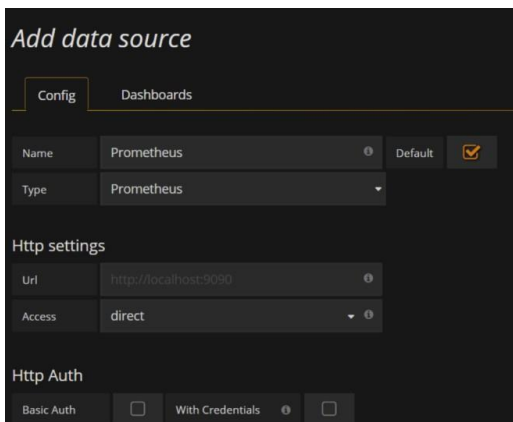 Add data source
Config Dashboards
Name Prometheus Default
Type Prometheus
Http settings
Url http://localhost:9090
Access direct
Http Auth
Basic Auth With Credentials